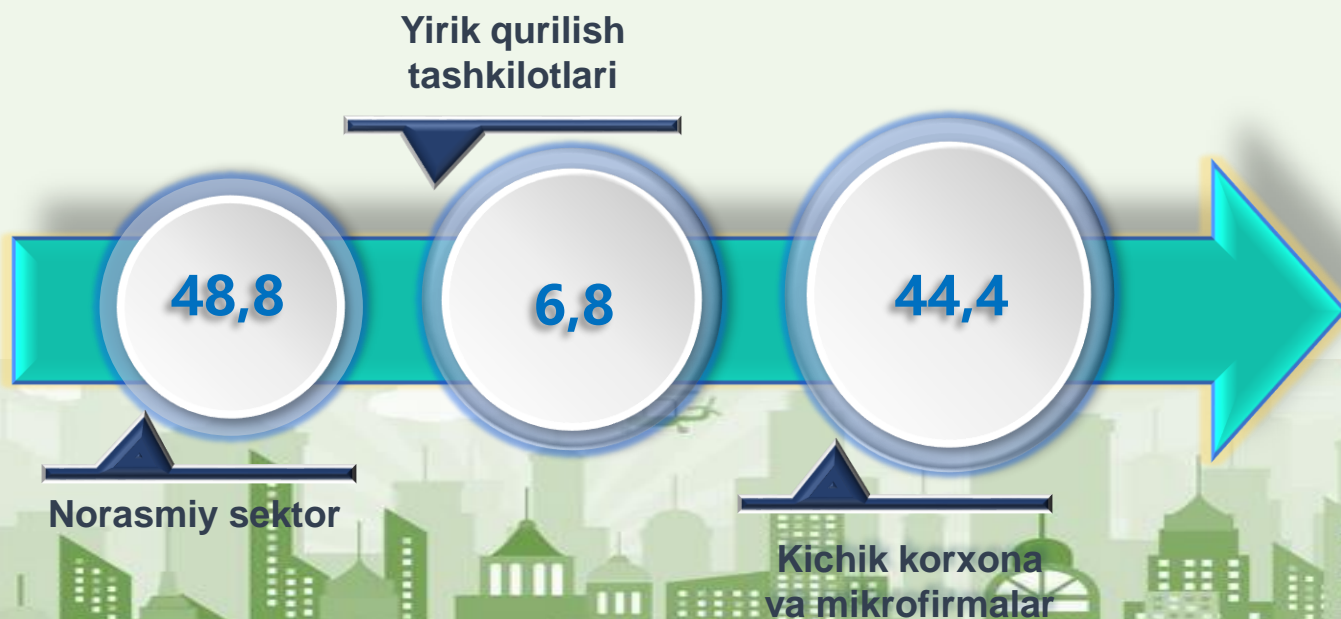 Yirik qurilish
tashkilotlari
48,8
6,8
44,4
Norasmiy sektor
Kichik korxona
va mikrofirmalar